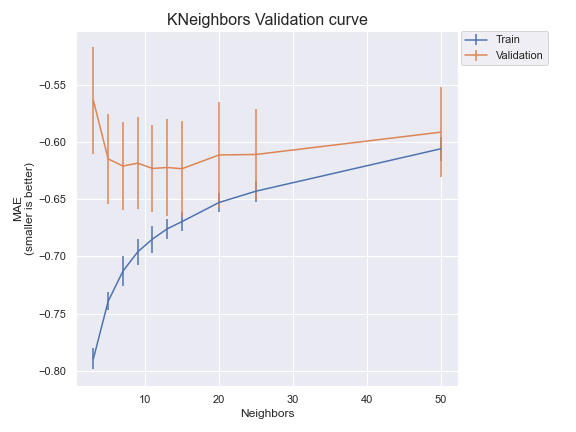 KNeighbors Validation curve
Train
Validation
−0.55
−0.60
−0.65
−0.70
−0.75
−0.80
MAE
(smaller is better)
10
20
30
40
50
Neighbors